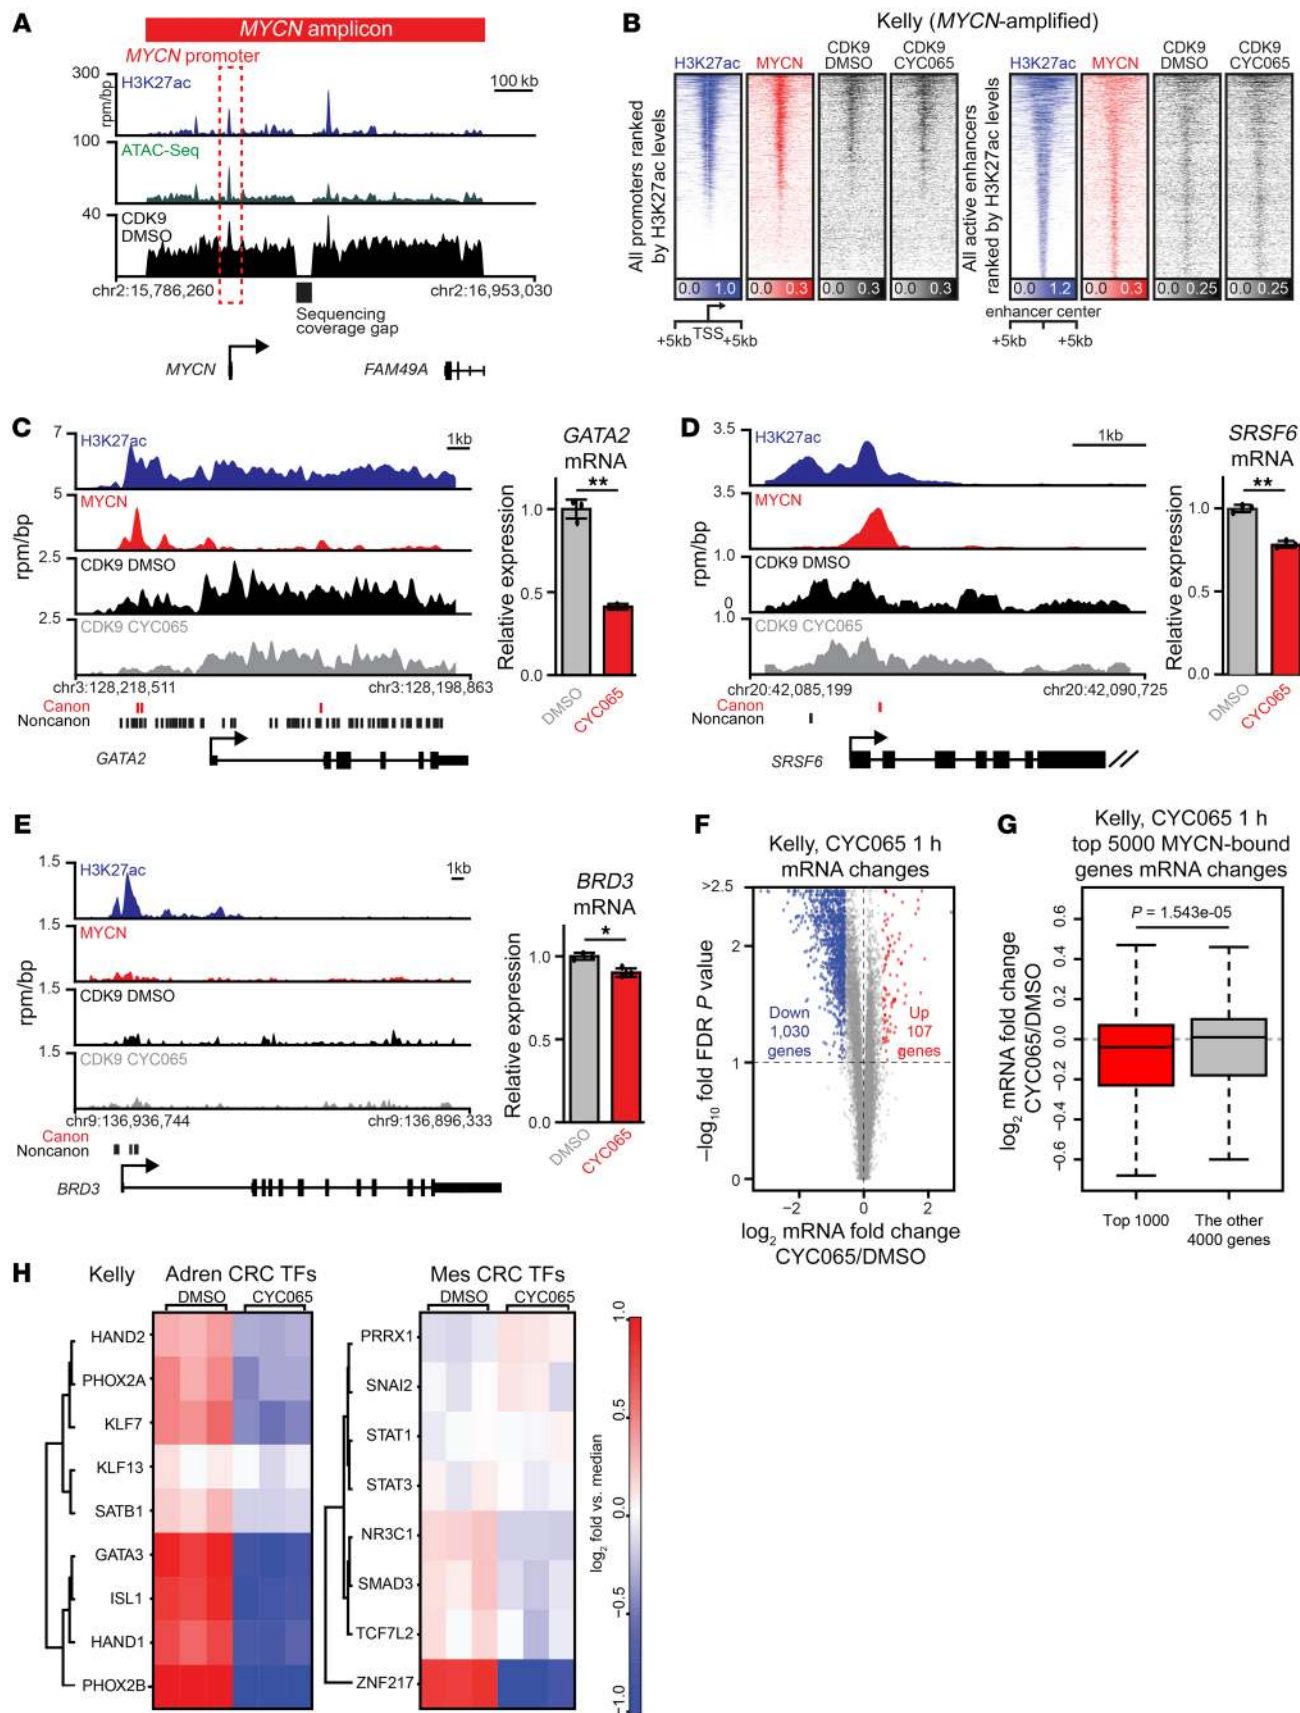 A
MYCN amplicon
MYCN promoter
300
H3K27ac
100 kb
rpm/bp
100
ATAC-Seq
40
CDK9
DMSO
chr2:15,786,260
chr2:16,953,030
Sequencing
coverage gap
MYCN
FAM49A
B
Kelly (MYCN-amplified)
H3K27ac
MYCN
CDK9
DMSO
CDK9
CYC065
H3K27ac
MYCN
CDK9
DMSO
CDK9
CYC065
All promoters ranked
by H3K27ac levels
All active enhancers
ranked by H3K27ac levels
0.0 1.0
0.0 0.3
0.0 0.3
0.0 0.3
0.0 1.2
0.0 0.3
0.0 0.25
0.0 0.25
TSS
+5kb
+5kb
enhancer center
+5kb
+5kb
C
7
H3K27ac
1kb
5
MYCN
2.5
CDK9 DMSO
2.5
CDK9 CYC065
rpm/bp
chr3:128,218,511
chr3:128,198,863
Canon
Noncanon
GATA2
GATA2
mRNA
**
Relative expression
1.0
0.5
0.0
DMSO
CYC065
D
3.5
H3K27ac
1kb
3.5
MYCN
1.0
CDK9 DMSO
0
1.0
CDK9 CYC065
rpm/bp
chr20:42,085,199
chr20:42,090,725
Canon
Noncanon
SRSF6
SRSF6
mRNA
**
Relative expression
1.0
0.5
0.0
DMSO
CYC065
E
1.5
H3K27ac
1kb
1.5
MYCN
1.5
CDK9 DMSO
1.5
CDK9 CYC065
rpm/bp
chr9:136,936,744
chr9:136,896,333
Canon
Noncanon
BRD3
BRD3
mRNA
*
Relative expression
1.0
0.5
0.0
DMSO
CYC065
F
Kelly, CYC065 1 h
mRNA changes
>2.5
2
1
0
−log10 fold FDR P value
Down
1,030
genes
Up
107
genes
−2
0
2
log2 mRNA fold change
CYC065/DMSO
G
Kelly, CYC065 1 h
top 5000 MYCN-bound
genes mRNA changes
P = 1.543e-05
0.6
0.4
0.2
0.0
−0.2
−0.4
−0.6
log2 mRNA fold change
CYC065/DMSO
Top 1000
The other
4000 genes
H
Kelly
Adren CRC TFs
DMSO
CYC065
HAND2
PHOX2A
KLF7
KLF13
SATB1
GATA3
ISL1
HAND1
PHOX2B
Mes CRC TFs
DMSO
CYC065
PRRX1
SNAI2
STAT1
STAT3
NR3C1
SMAD3
TCF7L2
ZNF217
log2 fold vs. median
1.0
0.5
0.0
−0.5
−1.0